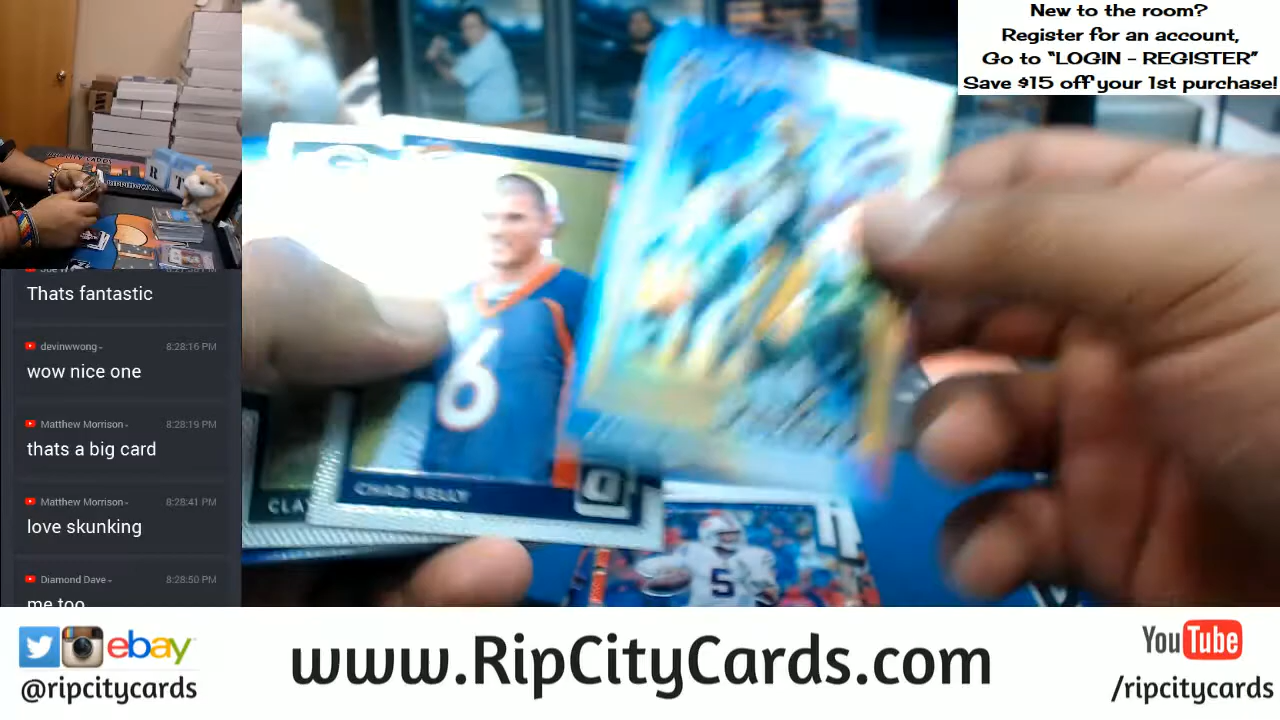 New to the room?
Register for an account,
Go to “LOGIN - REGISTER”
Save $15 off your 1st purchase!
Thats fantastic
devinwwong 8:28:16 PM
wow nice one
Matthew Morrison 8:28:19 PM
thats a big card
Matthew Morrison 8:28:41 PM
love skunking
Diamond Dave 8:28:50 PM
me too
6
CHAD KELLY
CLA
5
ebay
@ripcitycards
www.RipCityCards.com
YouTube
/ripcitycards